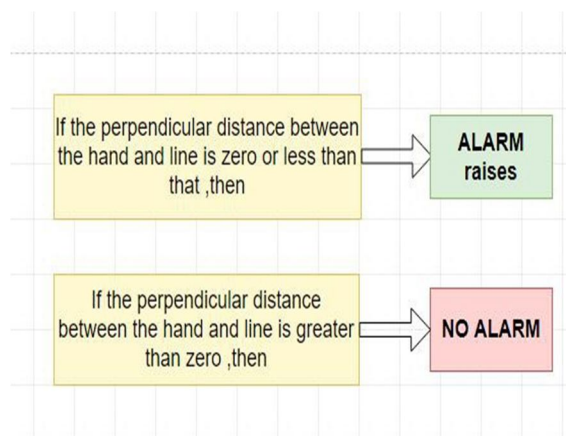 If the perpendicular distance between
the hand and line is zero or less than
that ,then
ALARM
raises
If the perpendicular distance
between the hand and line is greater
than zero ,then
NO ALARM